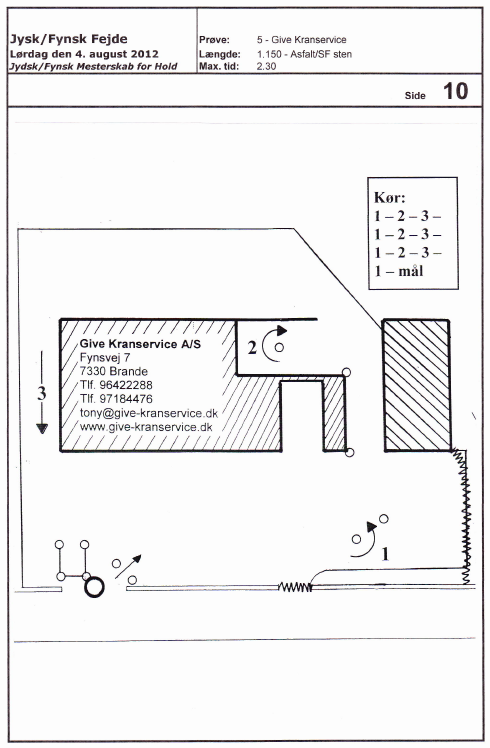 Jysk/Fynsk Fejde
Lørdag den 4. august 2012
Jydsk/Fynsk Mesterskab for Hold
Prøve: 5 - Give Kranservice
Længde: 1.150 - Asfalt/SF sten
Max. tid: 2.30
Side 10
Kør:
1 – 2 – 3 –
1 – 2 – 3 –
1 – 2 – 3 –
1 – mål
Give Kranservice A/S
Fynsvej 7
7330 Brande
Tlf. 96422288
Tlf. 97184476
tony@give-kranservice.dk
www.give-kranservice.dk
2
3
1